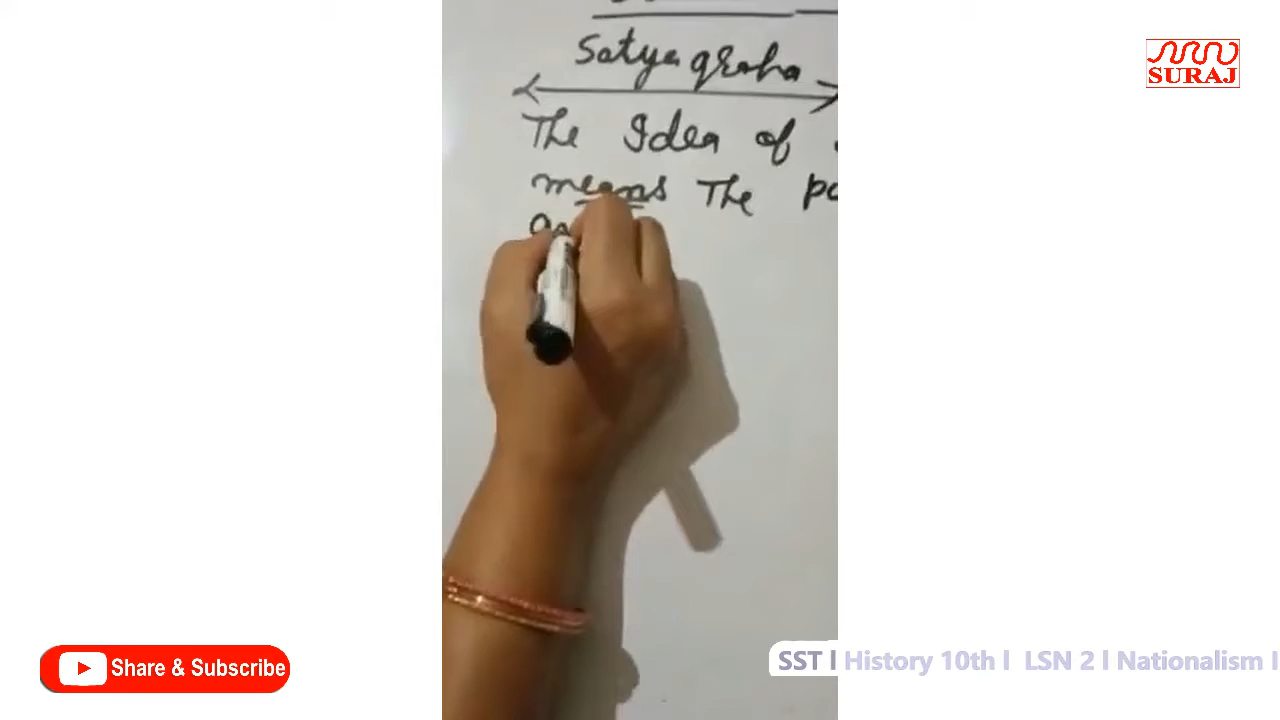 Satyagraha
The Idea of
means The
SURAJ
Share & Subscribe
SST l History 10th l LSN 2 l Nationalism I